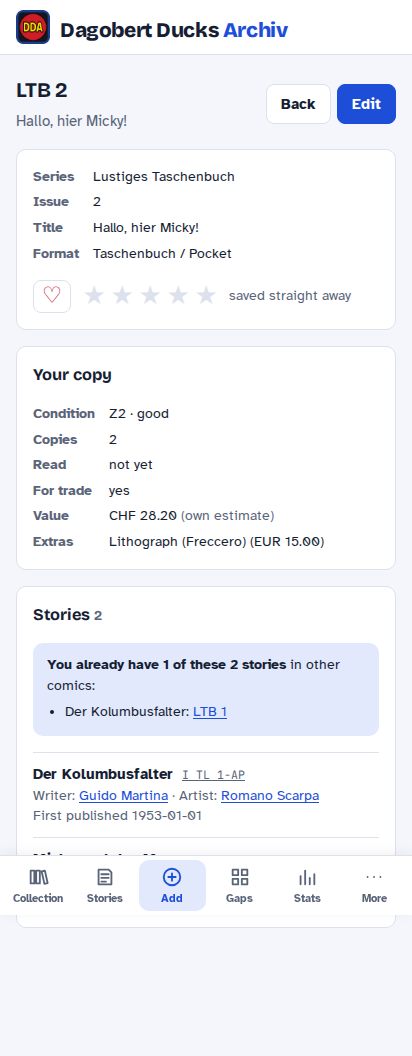 DDA
Dagobert Ducks Archiv
LTB 2
Hallo, hier Micky!
Back
Edit
Series Lustiges Taschenbuch
Issue 2
Title Hallo, hier Micky!
Format Taschenbuch / Pocket
♡ ★ ★ ★ ★ ★ saved straight away
Your copy
Condition Z2 · good
Copies 2
Read not yet
For trade yes
Value CHF 28.20 (own estimate)
Extras Lithograph (Freccero) (EUR 15.00)
Stories 2
You already have 1 of these 2 stories in other
comics:
• Der Kolumbusfalter: LTB 1
Der Kolumbusfalter I TL 1-AP
Writer: Guido Martina · Artist: Romano Scarpa
First published 1953-01-01
Collection
Stories
Add
Gaps
Stats
More